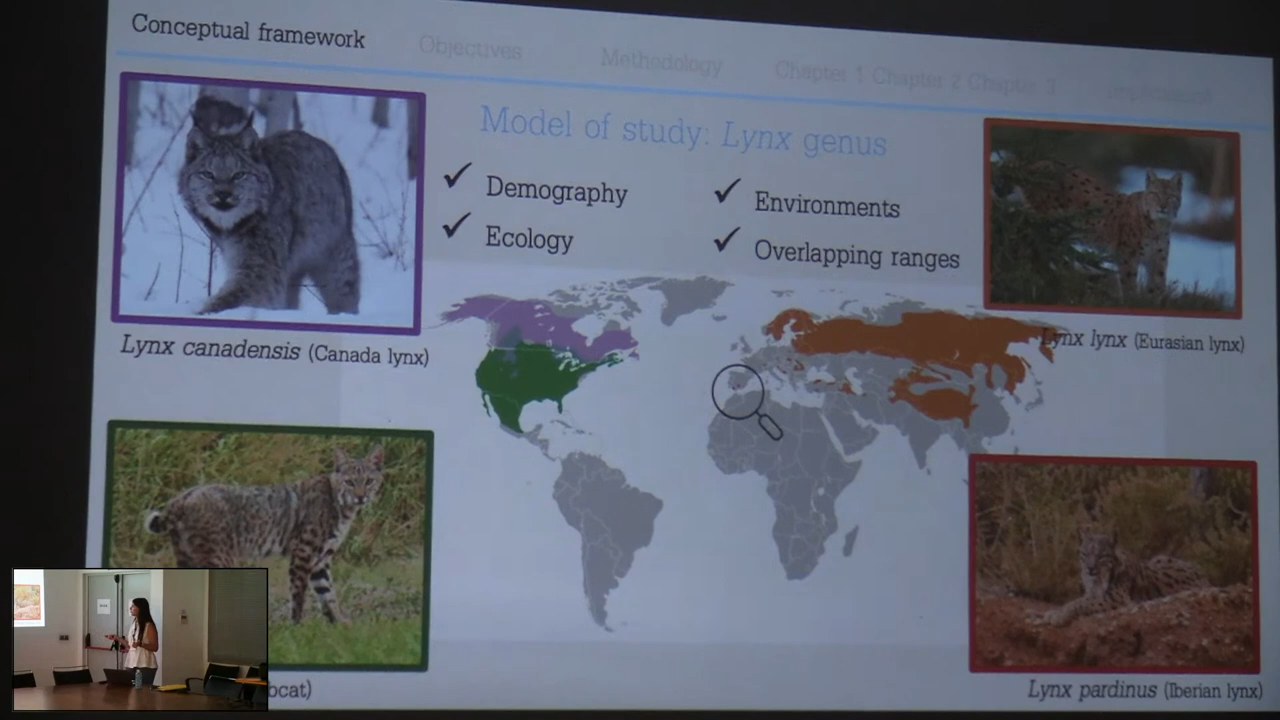 Conceptual framework
Objectives
Methodology
Chapter 1 Chapter 2 Chapter 3
Model of study: Lynx genus
✓ Demography
✓ Environments
✓ Ecology
✓ Overlapping ranges
Lynx canadensis (Canada lynx)
Lynx lynx (Eurasian lynx)
bcat)
Lynx pardinus (Iberian lynx)